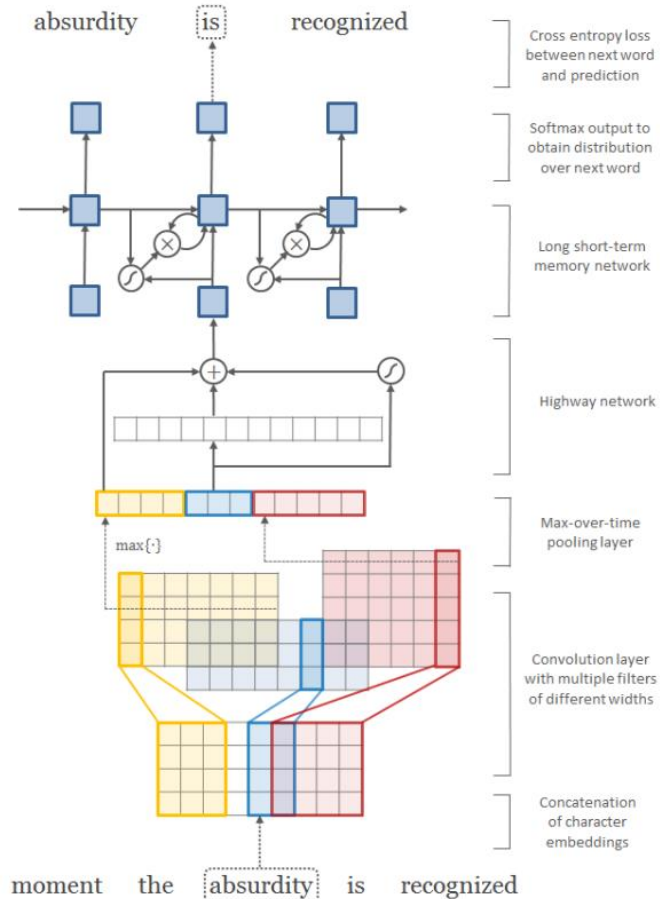 absurdity is recognized
Cross entropy loss
between next word
and prediction
Softmax output to
obtain distribution
over next word
Long short-term
memory network
Highway network
Max-over-time
pooling layer
max{·}
Convolution layer
with multiple filters
of different widths
Concatenation
of character
embeddings
moment the absurdity is recognized